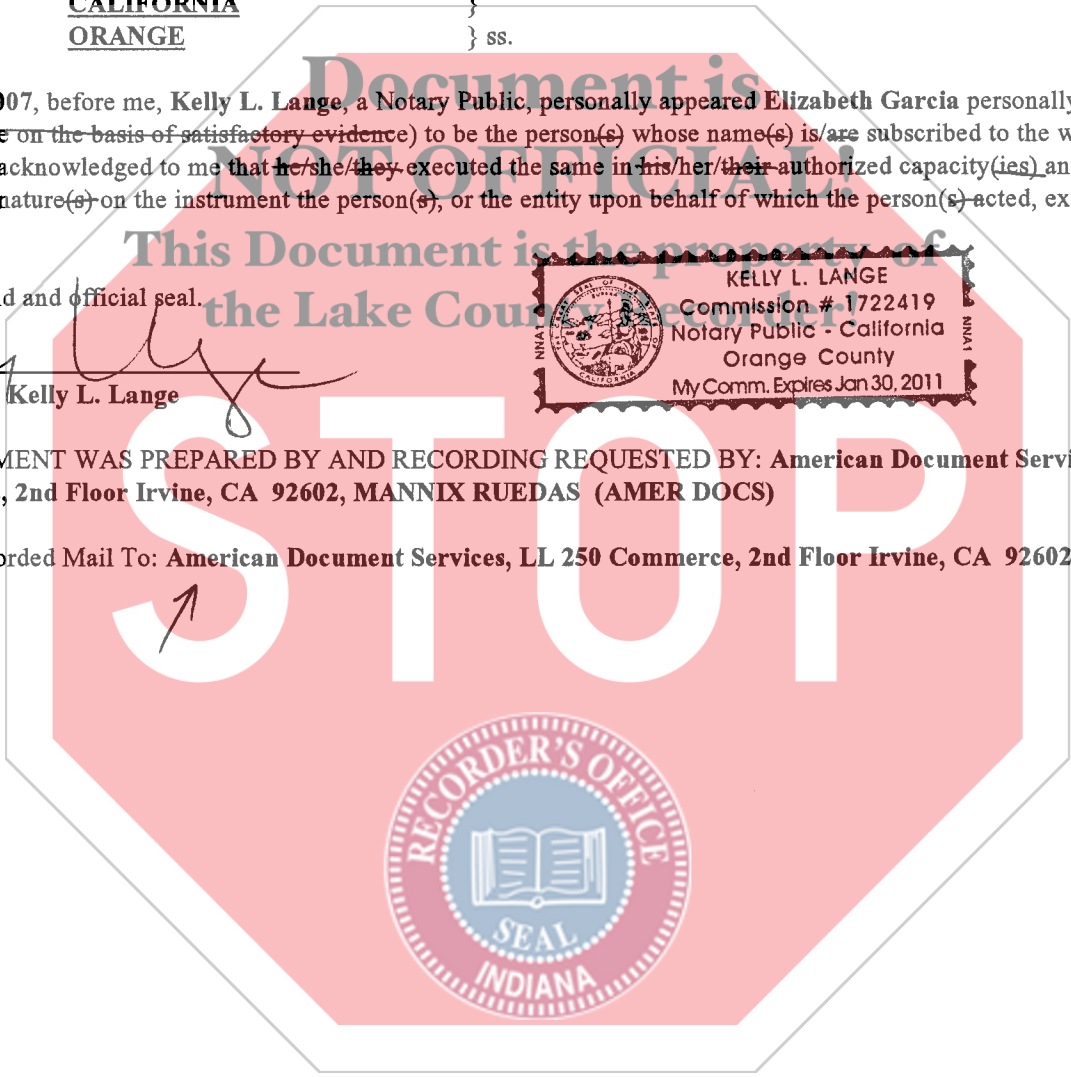 CALIFORNIA }
ORANGE } ss.
Document is
NOT OFFICIAL!
This Document is the property of
the Lake County Recorder!
007, before me, Kelly L. Lange, a Notary Public, personally appeared Elizabeth Garcia personally
e on the basis of satisfactory evidence) to be the person(s) whose name(s) is/are subscribed to the w
acknowledged to me that he/she/they executed the same in his/her/their authorized capacity(ies) an
nature(s) on the instrument the person(s), or the entity upon behalf of which the person(s) acted, ex
d and official seal.
KELLY L. LANGE
Commission # 1722419
Notary Public - California
Orange County
My Comm. Expires Jan 30, 2011
NNA1
NNA1
Kelly L. Lange
MENT WAS PREPARED BY AND RECORDING REQUESTED BY: American Document Servi
, 2nd Floor Irvine, CA 92602, MANNIX RUEDAS (AMER DOCS)
orded Mail To: American Document Services, LL 250 Commerce, 2nd Floor Irvine, CA 92602
STOP
RECORDER'S OFFICE
SEAL
INDIANA